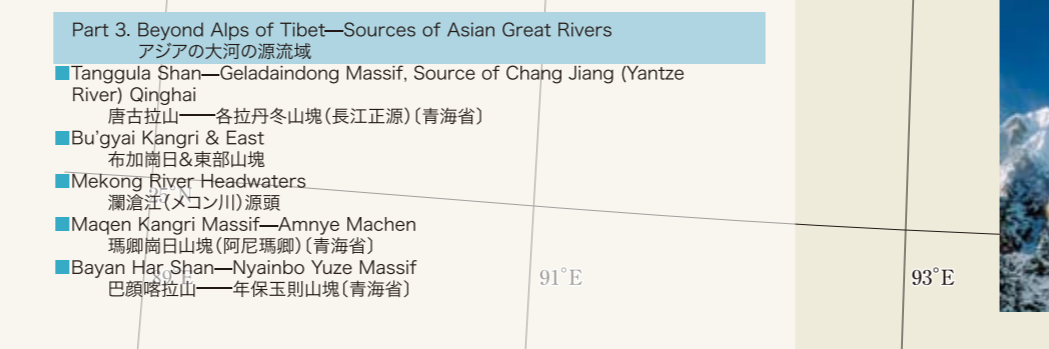 Part 3. Beyond Alps of Tibet—Sources of Asian Great Rivers
アジアの大河の源流域
■Tanggula Shan—Geladaindong Massif, Source of Chang Jiang (Yantze
River) Qinghai
唐古拉山——各拉丹冬山塊(長江正源)〔青海省〕
■Bu'gyai Kangri & East
布加崗日&東部山塊
■Mekong River Headwaters
25°N
瀾滄江(メコン川)源頭
■Maqen Kangri Massif—Amnye Machen
瑪卿崗日山塊(阿尼瑪卿)〔青海省〕
■Bayan Har Shan—Nyainbo Yuze Massif
89°E
91°E
93°E
巴顔喀拉山——年保玉則山塊〔青海省〕